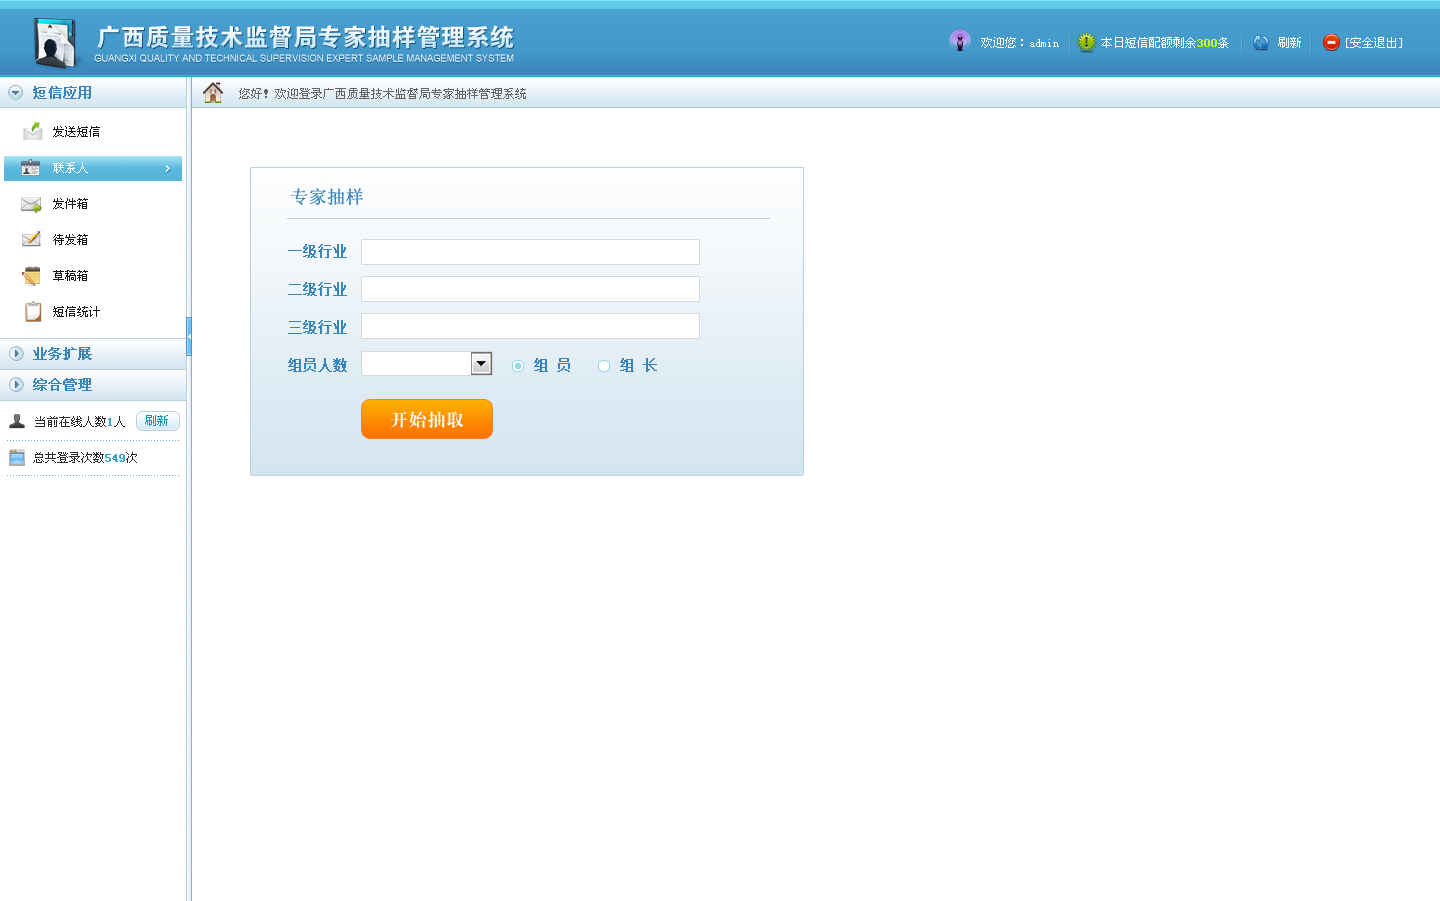 广西质量技术监督局专家抽样管理系统
GUANGXI QUALITY AND TECHNICAL SUPERVISION EXPERT SAMPLE MANAGEMENT SYSTEM
欢迎您：admin
本日短信配额剩余300条
刷新
[安全退出]
短信应用
您好！欢迎登录广西质量技术监督局专家抽样管理系统
发送短信
联系人
发件箱
待发箱
草稿箱
短信统计
业务扩展
综合管理
当前在线人数1人
刷新
总共登录次数549次
专家抽样
一级行业
二级行业
三级行业
组员人数
组 员
组 长
开始抽取